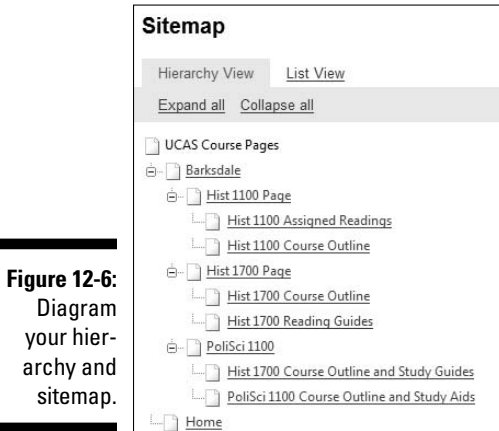 Sitemap
Hierarchy View List View
Expand all Collapse all
UCAS Course Pages
Barksdale
Hist 1100 Page
Hist 1100 Assigned Readings
Hist 1100 Course Outline
Hist 1700 Page
Hist 1700 Course Outline
Hist 1700 Reading Guides
PoliSci 1100
Hist 1700 Course Outline and Study Guides
PoliSci 1100 Course Outline and Study Aids
Home
Figure 12-6:
Diagram
your hier-
archy and
sitemap.